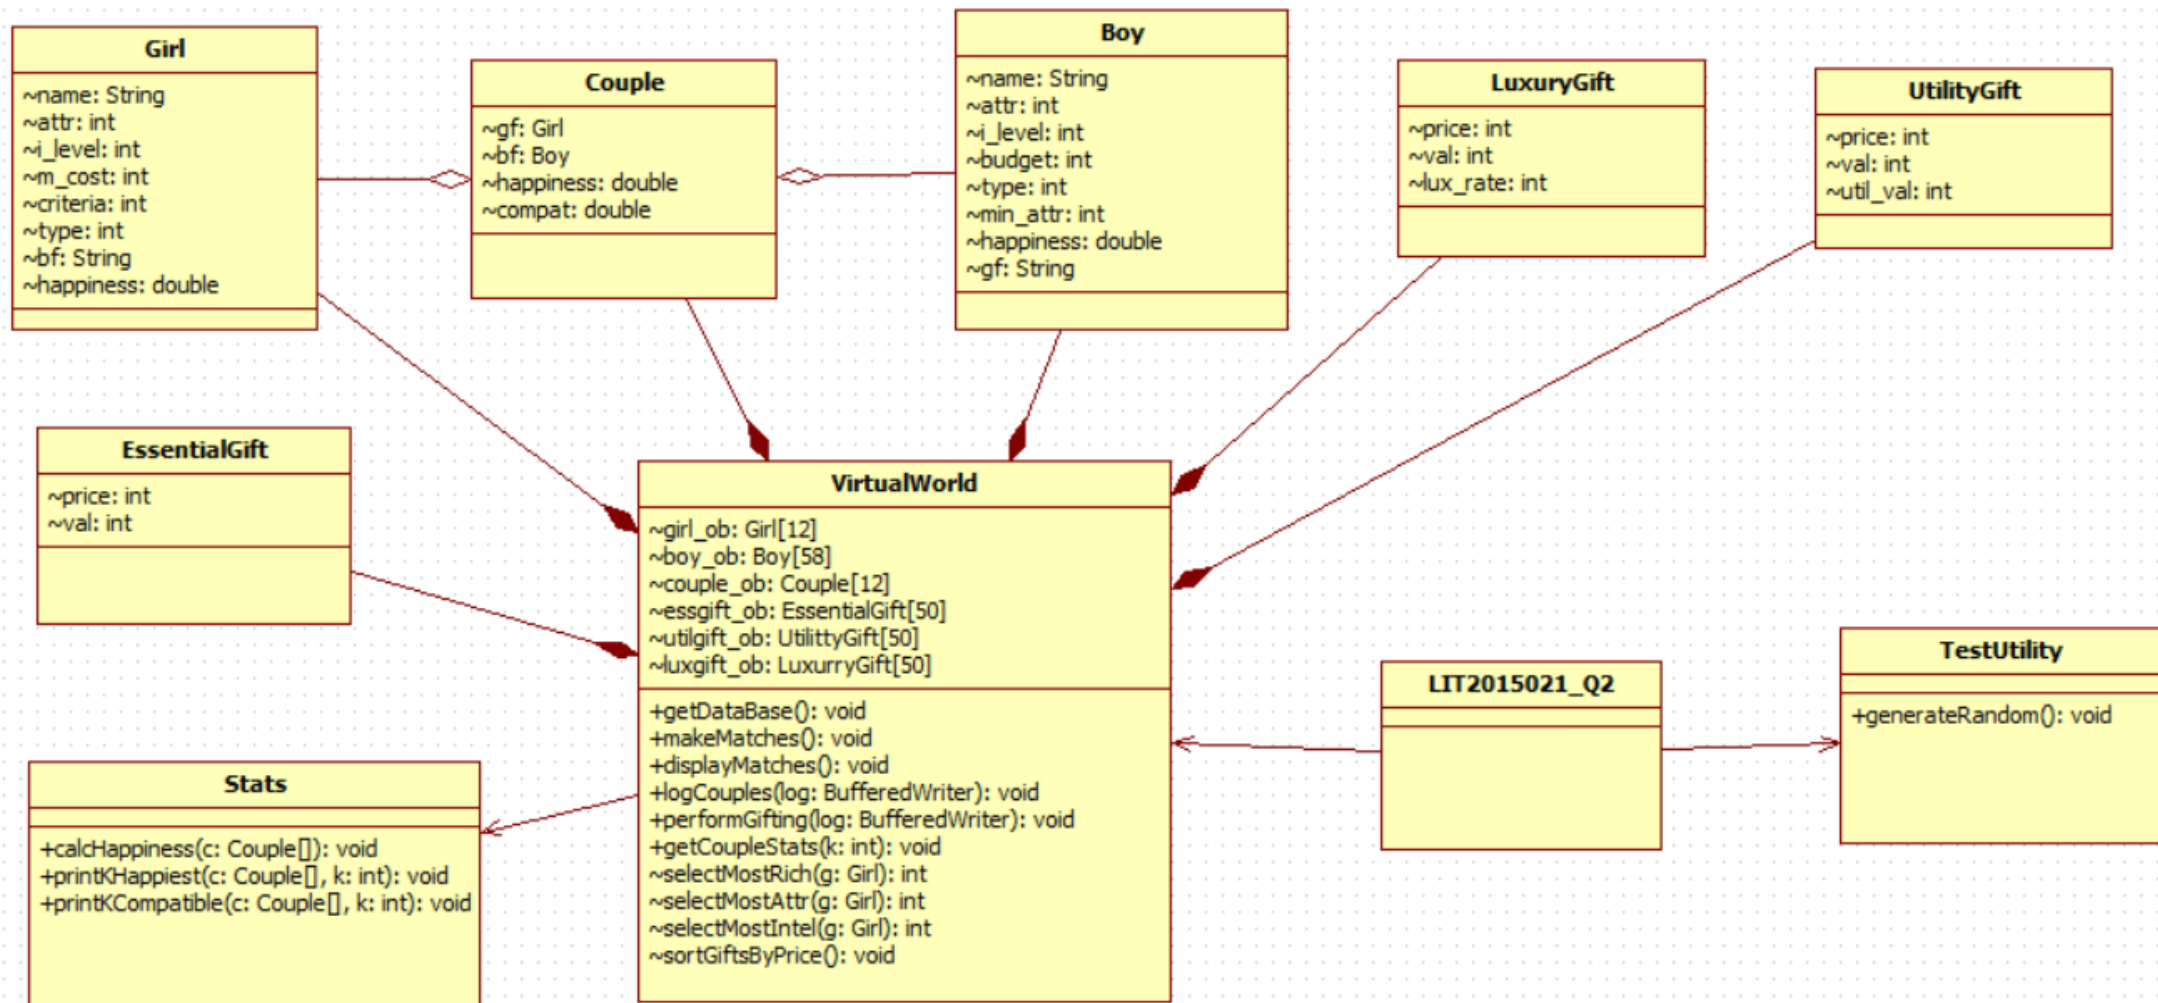 Girl
~name: String
~attr: int
~i_level: int
~m_cost: int
~criteria: int
~type: int
~bf: String
~happiness: double
Couple
~gf: Girl
~bf: Boy
~happiness: double
~compat: double
Boy
~name: String
~attr: int
~i_level: int
~budget: int
~type: int
~min_attr: int
~happiness: double
~gf: String
LuxuryGift
~price: int
~val: int
~lux_rate: int
UtilityGift
~price: int
~val: int
~util_val: int
EssentialGift
~price: int
~val: int
VirtualWorld
~girl_ob: Girl[12]
~boy_ob: Boy[58]
~couple_ob: Couple[12]
~essgift_ob: EssentialGift[50]
~utilgift_ob: UtilittyGift[50]
~luxgift_ob: LuxurryGift[50]
+getDataBase(): void
+makeMatches(): void
+displayMatches(): void
+logCouples(log: BufferedWriter): void
+performGifting(log: BufferedWriter): void
+getCoupleStats(k: int): void
~selectMostRich(g: Girl): int
~selectMostAttr(g: Girl): int
~selectMostIntel(g: Girl): int
~sortGiftsByPrice(): void
Stats
+calcHappiness(c: Couple[]): void
+printKHappiest(c: Couple[], k: int): void
+printKCompatible(c: Couple[], k: int): void
LIT2015021_Q2
TestUtility
+generateRandom(): void